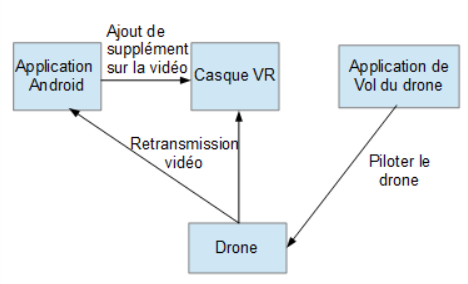 Ajout de
supplément
sur la vidéo
Application
Android
Casque VR
Application de
Vol du drone
Retransmission
vidéo
Piloter le
drone
Drone